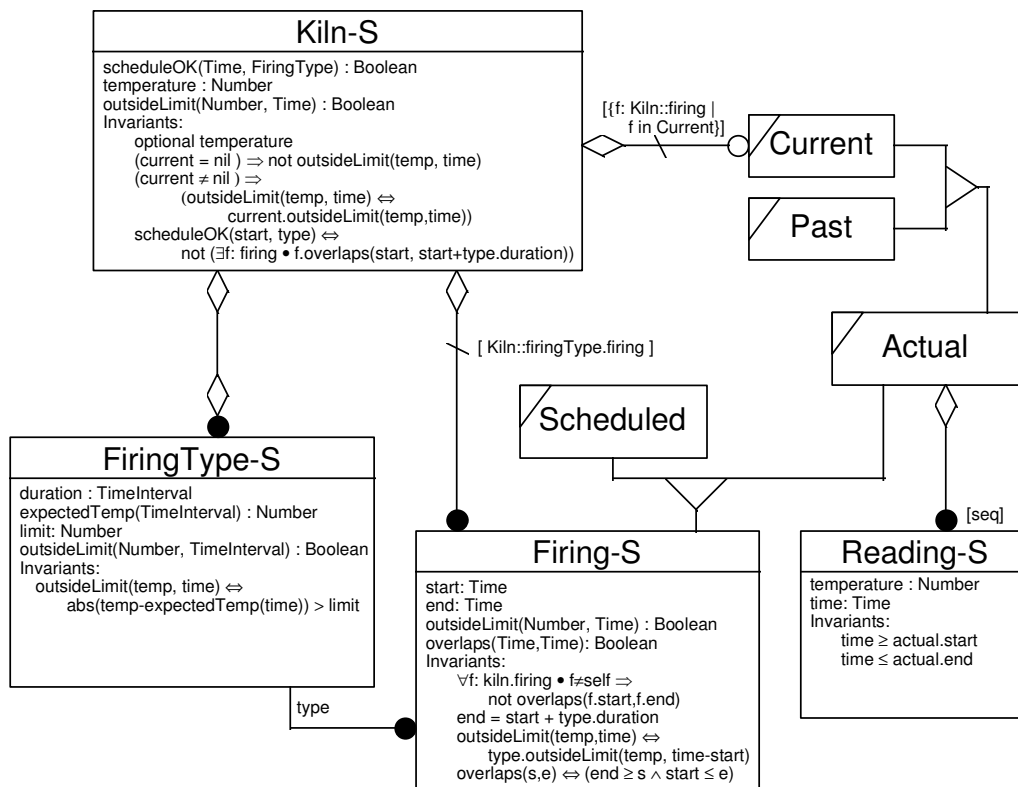 Kiln-S
scheduleOK(Time, FiringType) : Boolean
temperature : Number
outsideLimit(Number, Time) : Boolean
Invariants:
optional temperature
(current = nil ) ⇒ not outsideLimit(temp, time)
(current ≠ nil ) ⇒
(outsideLimit(temp, time) ⇔
current.outsideLimit(temp,time))
scheduleOK(start, type) ⇔
not (∃f: firing • f.overlaps(start, start+type.duration))
[{f: Kiln::firing |
f in Current}]
Current
Past
Actual
[ Kiln::firingType.firing ]
Scheduled
FiringType-S
duration : TimeInterval
expectedTemp(TimeInterval) : Number
limit: Number
outsideLimit(Number, TimeInterval) : Boolean
Invariants:
outsideLimit(temp, time) ⇔
abs(temp-expectedTemp(time)) > limit
type
Firing-S
start: Time
end: Time
outsideLimit(Number, Time) : Boolean
overlaps(Time,Time): Boolean
Invariants:
∀f: kiln.firing • f≠self ⇒
not overlaps(f.start,f.end)
end = start + type.duration
outsideLimit(temp,time) ⇔
type.outsideLimit(temp, time-start)
overlaps(s,e) ⇔ (end ≥ s ∧ start ≤ e)
[seq]
Reading-S
temperature : Number
time: Time
Invariants:
time ≥ actual.start
time ≤ actual.end